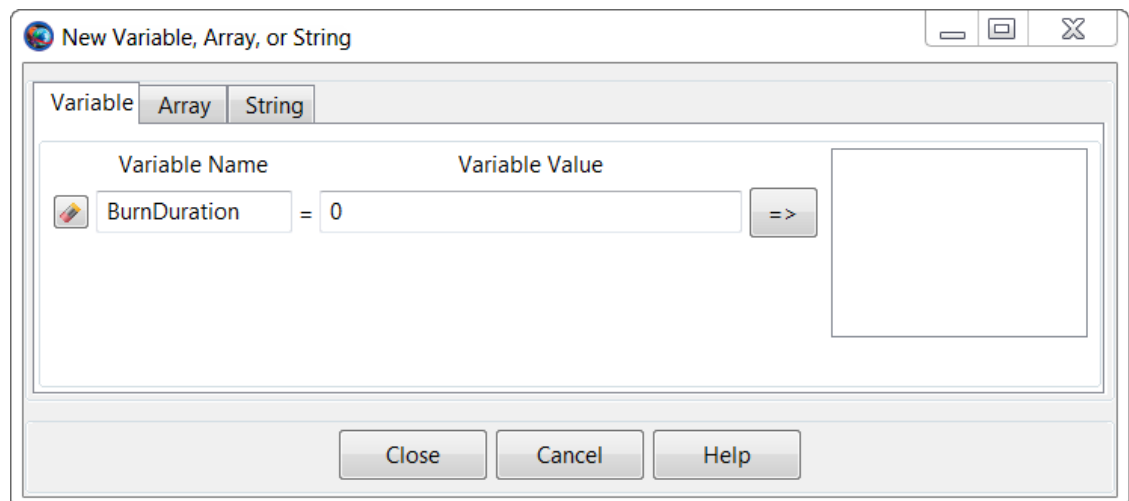 New Variable, Array, or String
Variable Array String
Variable Name Variable Value
BurnDuration = 0 =>
Close Cancel Help